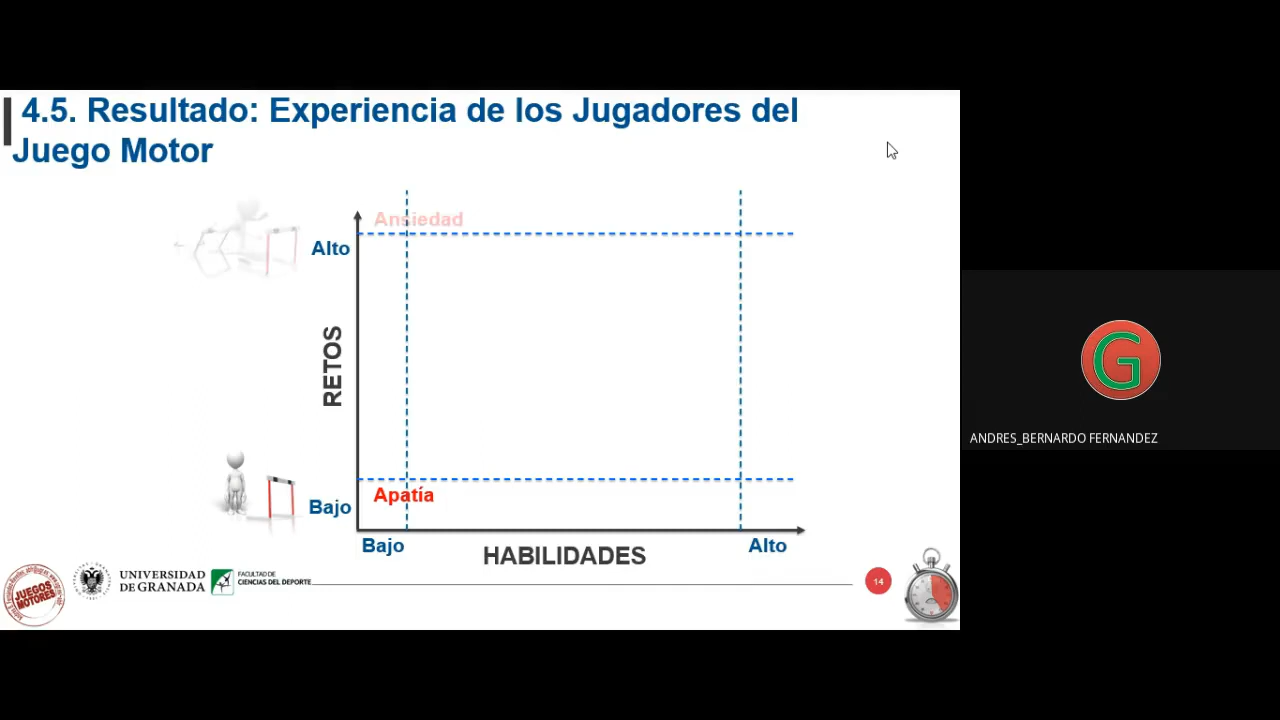 4.5. Resultado: Experiencia de los Jugadores del
Juego Motor
Ansiedad
Alto
RETOS
Apatía
Bajo
Bajo
HABILIDADES
Alto
UNIVERSIDAD
DE GRANADA
FACULTAD DE
CIENCIAS DEL DEPORTE
JUEGOS
MOTORES
14
G
ANDRES_BERNARDO FERNANDEZ